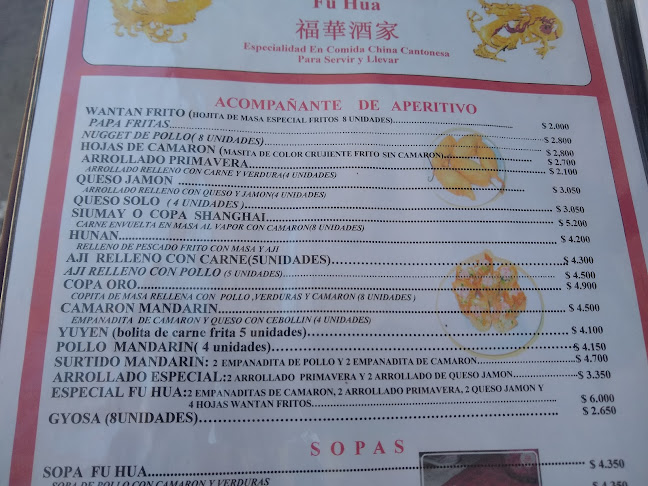 Fu Hua
福華酒家
Especialidad En Comida China Cantonesa
Para Servir y Llevar
ACOMPAÑANTE DE APERITIVO
WANTAN FRITO (HOJITA DE MASA ESPECIAL FRITOS 8 UNIDADES) $ 2.000
PAPA FRITAS $ 2.800
NUGGET DE POLLO( 8 UNIDADES) $ 2,800
HOJAS DE CAMARON (MASITA DE COLOR CRUJIENTE FRITO SIN CAMARON) $ 2.700
ARROLLADO PRIMAVERA $ 2.100
ARROLLADO RELLENO CON CARNE Y VERDURA(4 UNIDADES)
QUESO JAMON $ 3.050
ARROLLADO RELLENO CON QUESO Y JAMON(4 UNIDADES)
QUESO SOLO ( 4 UNIDADES ) $ 3.050
SIUMAY O COPA SHANGHAI $ 5.200
CARNE ENVUELTA EN MASA AL VAPOR CON CAMARON(8 UNIDADES)
HUNAN $ 4.200
RELLENO DE PESCADO FRITO CON MASA Y AJI
AJI RELLENO CON CARNE(5UNIDADES) $ 4.300
AJI RELLENO CON POLLO (5 UNIDADES) $ 4.500
COPA ORO $ 4.900
COPITA DE MASA RELLENA CON POLLO ,VERDURAS Y CAMARON (8 UNIDADES )
CAMARON MANDARIN $ 4.500
EMPANADITA DE CAMARON Y QUESO CON CEBOLLIN (4 UNIDADES)
YUYEN (bolita de carne frita 5 unidades) $ 4.100
POLLO MANDARIN( 4 unidades) $ 4.150
SURTIDO MANDARIN: 2 EMPANADITA DE POLLO Y 2 EMPANADITA DE CAMARON $ 4.700
ARROLLADO ESPECIAL:2 ARROLLADO PRIMAVERA Y 2 ARROLLADO DE QUESO JAMON $ 3.350
ESPECIAL FU HUA:2 EMPANADITAS DE CAMARON, 2 ARROLLADO PRIMAVERA, 2 QUESO JAMON Y
4 HOJAS WANTAN FRITOS $ 6.000
GYOSA (8UNIDADES) $ 2.650
SOPAS
SOPA FU HUA $ 4.350
SOPA DE POLLO CON CAMARON Y VERDURAS $ 4.350